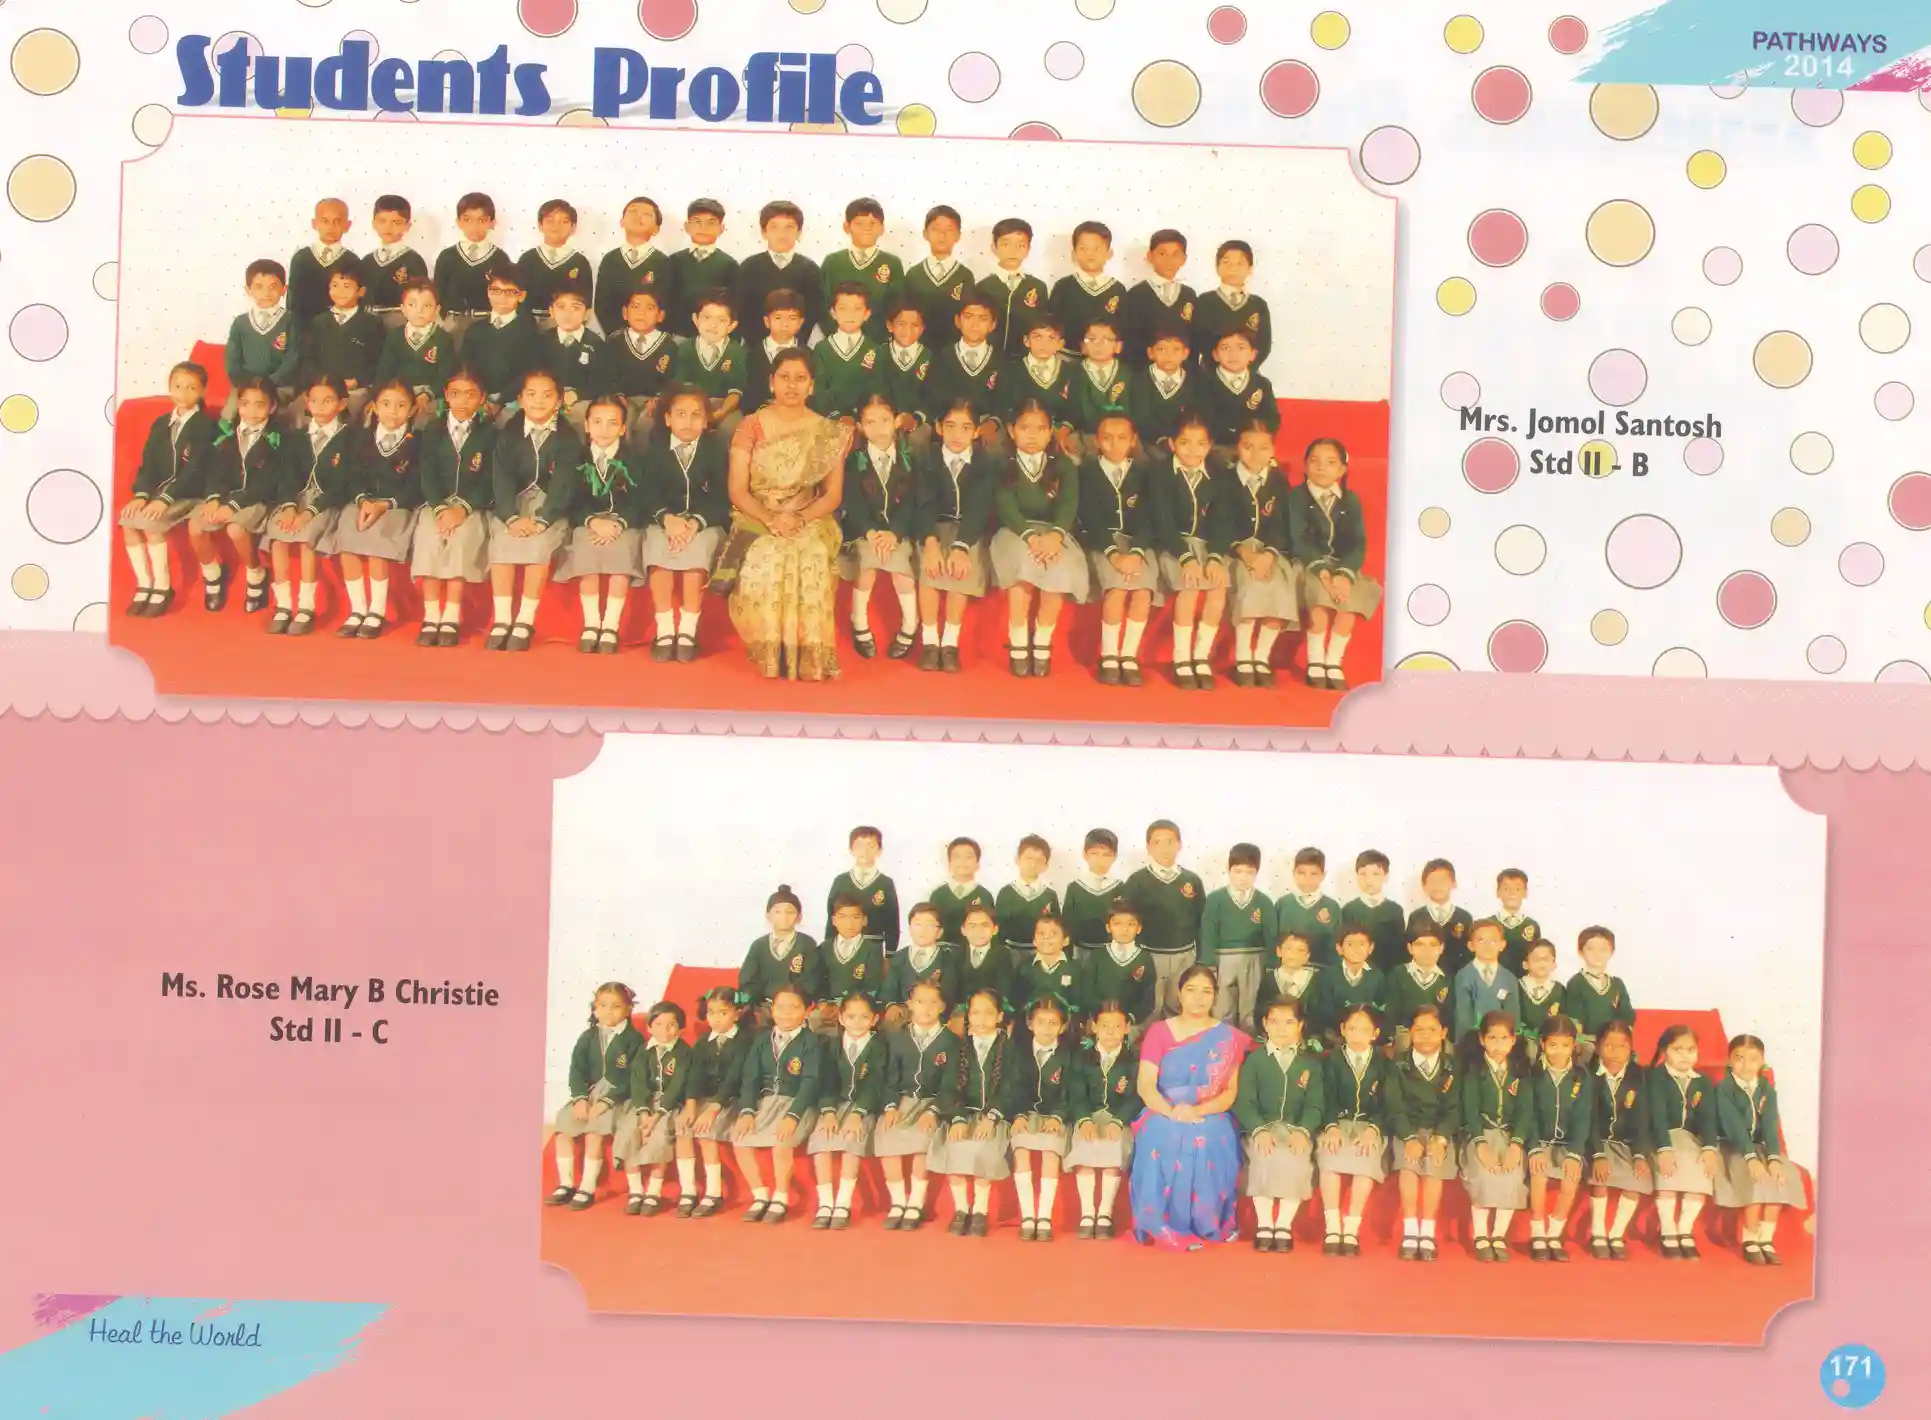 Students Profile
PATHWAYS
2014
Mrs. Jomol Santosh
Std II - B
Ms. Rose Mary B Christie
Std II - C
Heal the World
171